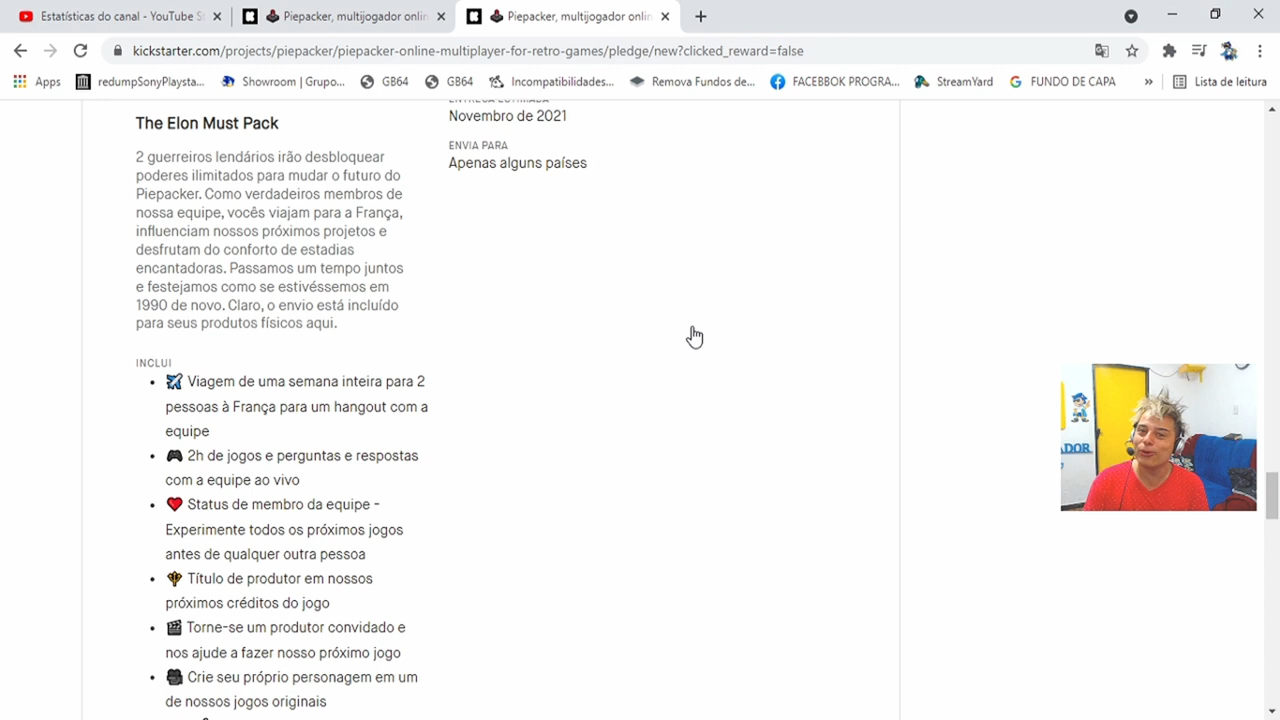 Estatísticas do canal - YouTube S
Piepacker, multijogador onlin
Piepacker, multijogador onlin
kickstarter.com/projects/piepacker/piepacker-online-multiplayer-for-retro-games/pledge/new?clicked_reward=false
Apps
redumpSonyPlaysta...
Showroom | Grupo...
GB64
GB64
Incompatibilidades...
Remova Fundos de...
FACEBBOK PROGRA...
StreamYard
FUNDO DE CAPA
»
Lista de leitura
ENTREGA ESTIMADA
Novembro de 2021
ENVIA PARA
Apenas alguns países
The Elon Must Pack
2 guerreiros lendários irão desbloquear
poderes ilimitados para mudar o futuro do
Piepacker. Como verdadeiros membros de
nossa equipe, vocês viajam para a França,
influenciam nossos próximos projetos e
desfrutam do conforto de estadias
encantadoras. Passamos um tempo juntos
e festejamos como se estivéssemos em
1990 de novo. Claro, o envio está incluído
para seus produtos físicos aqui.
INCLUI
• ✈️ Viagem de uma semana inteira para 2
pessoas à França para um hangout com a
equipe
• 🎮 2h de jogos e perguntas e respostas
com a equipe ao vivo
• ❤️ Status de membro da equipe -
Experimente todos os próximos jogos
antes de qualquer outra pessoa
• 🔱 Título de produtor em nossos
próximos créditos do jogo
• 🎬 Torne-se um produtor convidado e
nos ajude a fazer nosso próximo jogo
• 🎥 Crie seu próprio personagem em um
de nossos jogos originais
ADOR